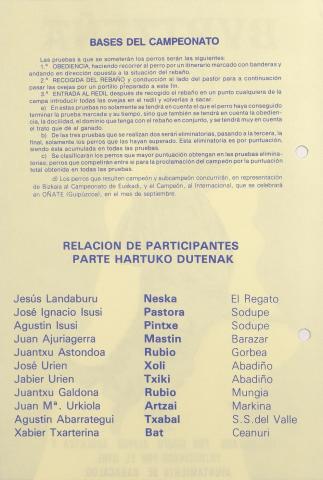 BASES DEL CAMPEONATO
Las pruebas a que se someterán los perros serán las siguientes:
1.ª OBEDIENCIA, haciendo recorrer el perro por un itinerario marcado con banderas y
andando en dirección opuesta a la situación del rebaño.
2.ª RECOGIDA DEL REBAÑO y conducción al lado del pastor para a continuación
pasar las ovejas por un portillo preparado a este fin.
3.ª ENTRADA AL REDIL después de recogido el rebaño en un punto cualquiera de la
campa introducir todas las ovejas en el redil y volverlas a sacar.
a) En estas pruebas no solamente se tendrá en cuenta el que el perro haya conseguido
terminar la prueba marcada y su tiempo, sino que también se tendrá en cuenta la obedien-
cia, la docilidad, el dominio que tenga con el rebaño en conjunto, y se tendrá muy en cuenta
el trato que de al ganado.
b) De las tres pruebas que se realizan dos serán eliminatorias, pasando a la tercera, la
final, solamente los perros que las hayan superado. Esta eliminatoria es por puntuación,
siendo esta acumulada en todas las pruebas.
c) Se clasificarán los perros que mayor puntuación obtengan en las pruebas elimina-
torias; perros que competirán entre si para la proclamación del campeón por la puntuación
total obtenida en todas las pruebas.
d) Los perros que resulten campeón y subcampeón concurrirán, en representación
de Bizkaia al Campeonato de Euskadi, y el Campeón, al Internacional, que se celebrará
en OÑATE (Guipúzcoa), en el mes de septiembre.
RELACION DE PARTICIPANTES
PARTE HARTUKO DUTENAK
Jesús Landaburu Neska El Regato
José Ignacio Isusi Pastora Sodupe
Agustin Isusi Pintxe Sodupe
Juan Ajuriagerra Mastin Barazar
Juantxu Astondoa Rubio Gorbea
José Urien Xoli Abadiño
Jabier Urien Txiki Abadiño
Juantxu Galdona Rubio Mungia
Juan Mª. Urkiola Artzai Markina
Agustin Abarrategui Txabal S.S.del Valle
Xabier Txarterina Bat Ceanuri